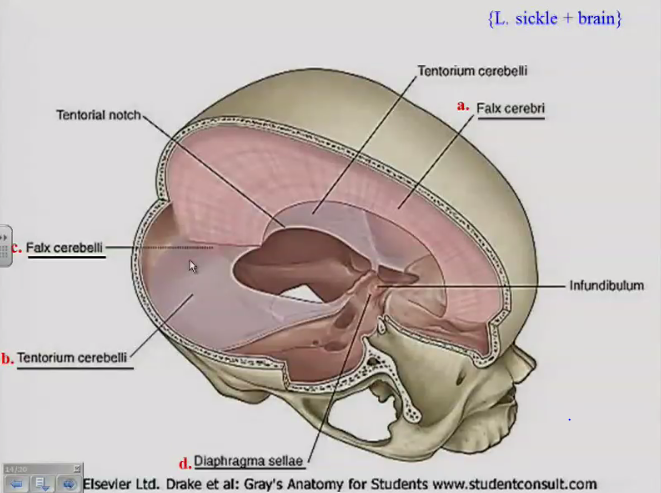 {L. sickle + brain}
Tentorium cerebelli
a. Falx cerebri
Tentorial notch
c. Falx cerebelli
Infundibulum
b. Tentorium cerebelli
d. Diaphragma sellae
14/30
Elsevier Ltd. Drake et al: Gray's Anatomy for Students www.studentconsult.com